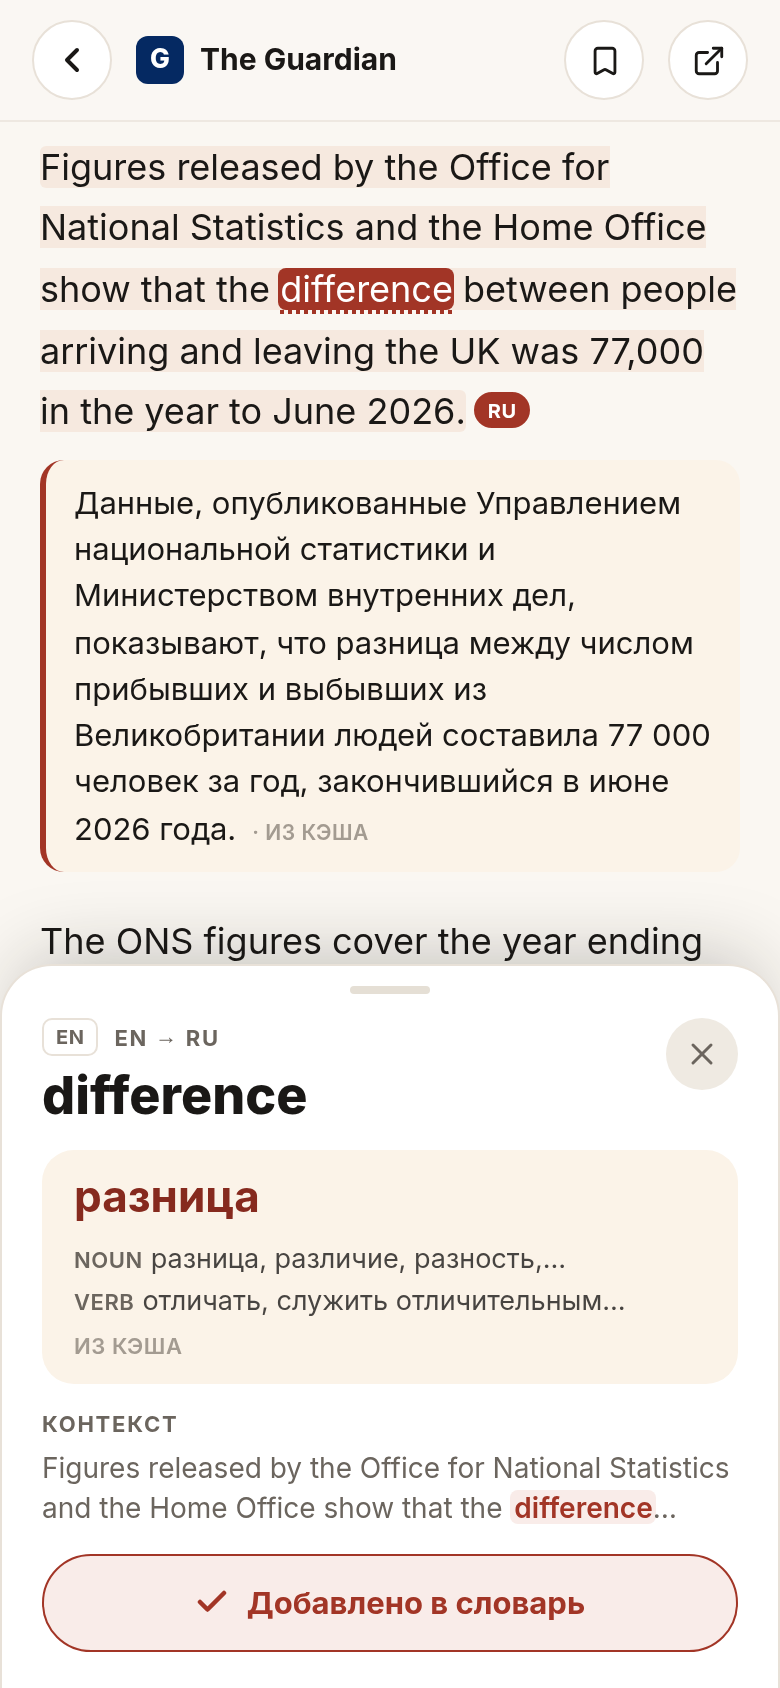 G The Guardian
Figures released by the Office for
National Statistics and the Home Office
show that the difference between people
arriving and leaving the UK was 77,000
in the year to June 2026. RU
Данные, опубликованные Управлением
национальной статистики и
Министерством внутренних дел,
показывают, что разница между числом
прибывших и выбывших из
Великобритании людей составила 77 000
человек за год, закончившийся в июне
2026 года. · ИЗ КЭША
The ONS figures cover the year ending
EN EN → RU
difference
разница
NOUN разница, различие, разность,...
VERB отличать, служить отличительным...
ИЗ КЭША
КОНТЕКСТ
Figures released by the Office for National Statistics
and the Home Office show that the difference...
Добавлено в словарь